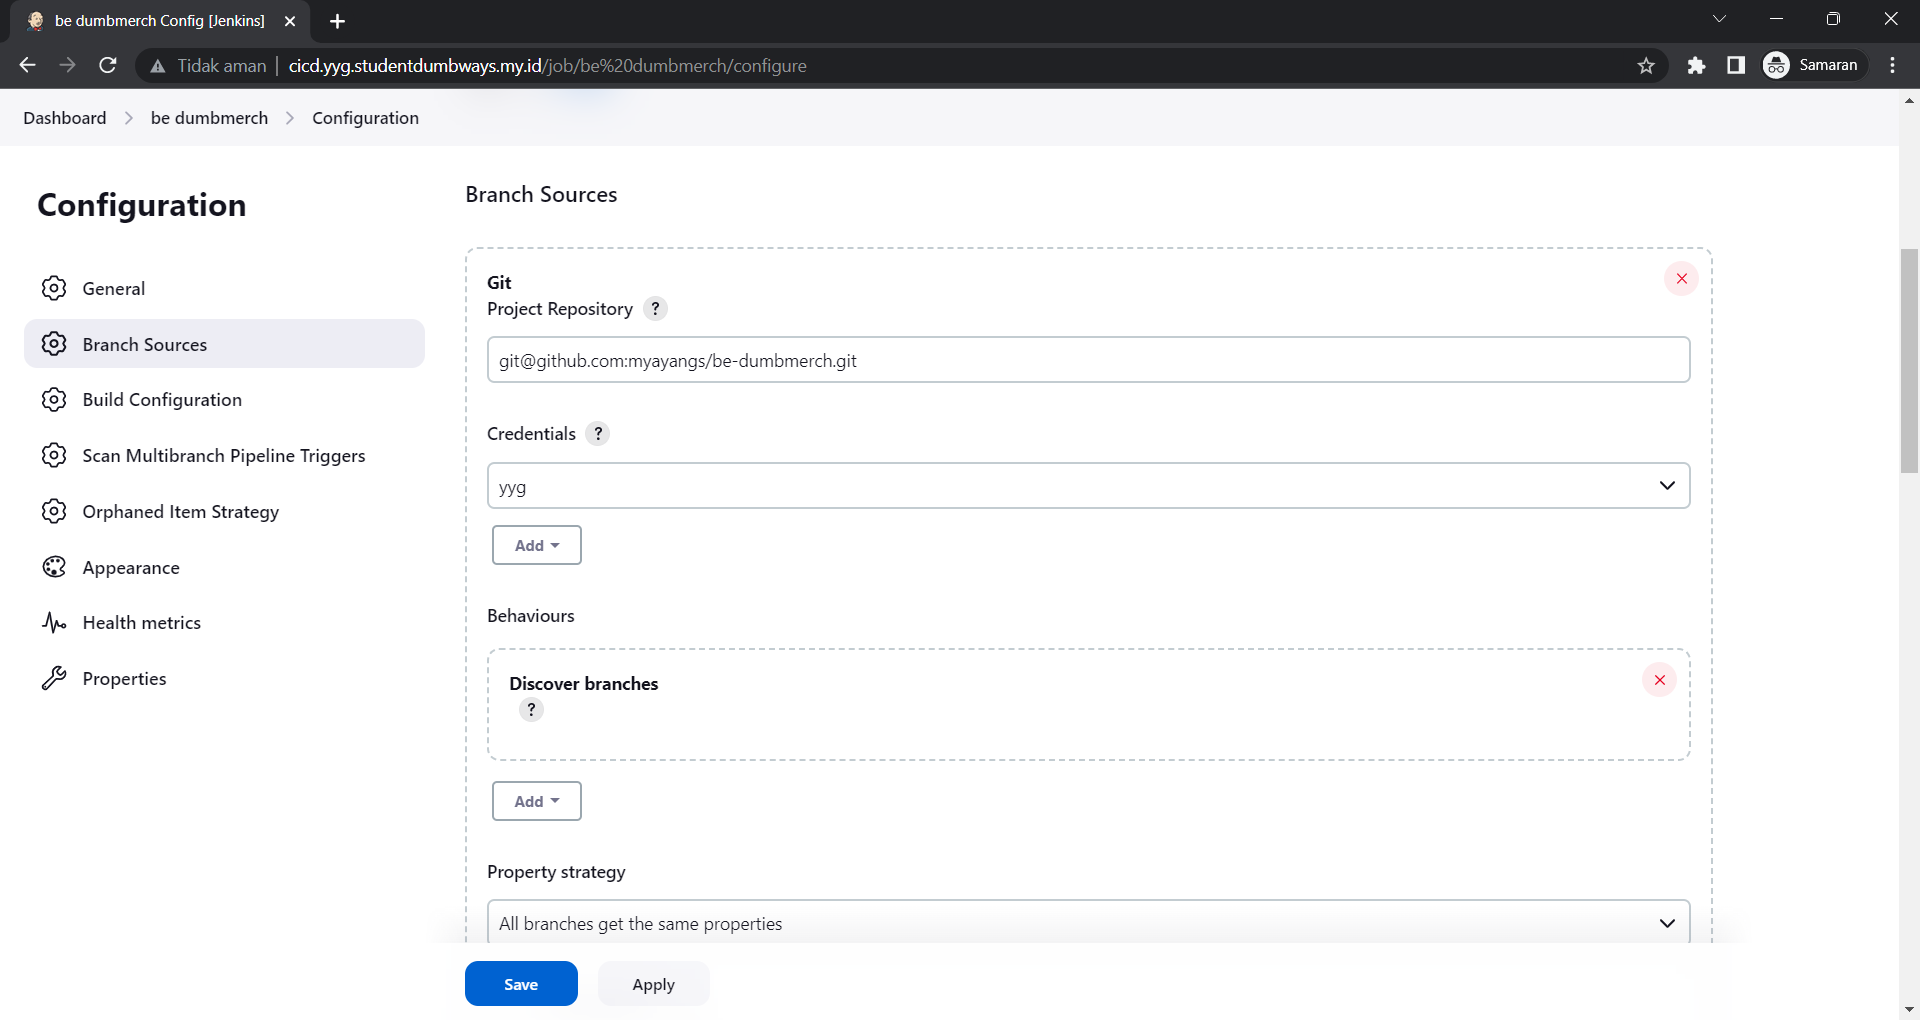 be dumbmerch Config [Jenkins]
Tidak aman
cicd.yyg.studentdumbways.my.id/job/be%20dumbmerch/configure
Samaran
Dashboard
be dumbmerch
Configuration
Configuration
General
Branch Sources
Build Configuration
Scan Multibranch Pipeline Triggers
Orphaned Item Strategy
Appearance
Health metrics
Properties
Branch Sources
Git
Project Repository ?
git@github.com:myayangs/be-dumbmerch.git
Credentials ?
yyg
Add
Behaviours
Discover branches
?
Add
Property strategy
All branches get the same properties
Save
Apply